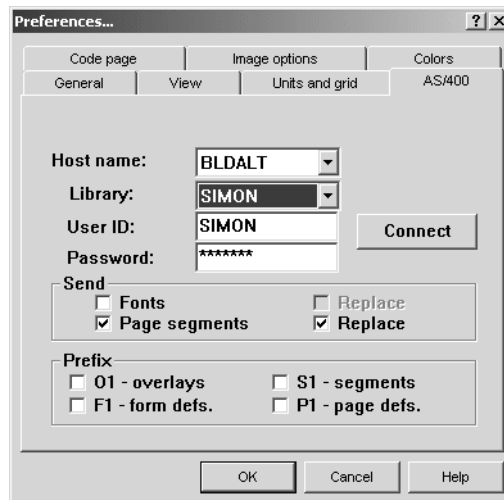 Preferences...
Code page Image options Colors
General View Units and grid AS/400
Host name: BLDALT
Library: SIMON
User ID: SIMON
Connect
Password: *******
Send
Fonts Replace
Page segments Replace
Prefix
O1 - overlays S1 - segments
F1 - form defs. P1 - page defs.
OK Cancel Help